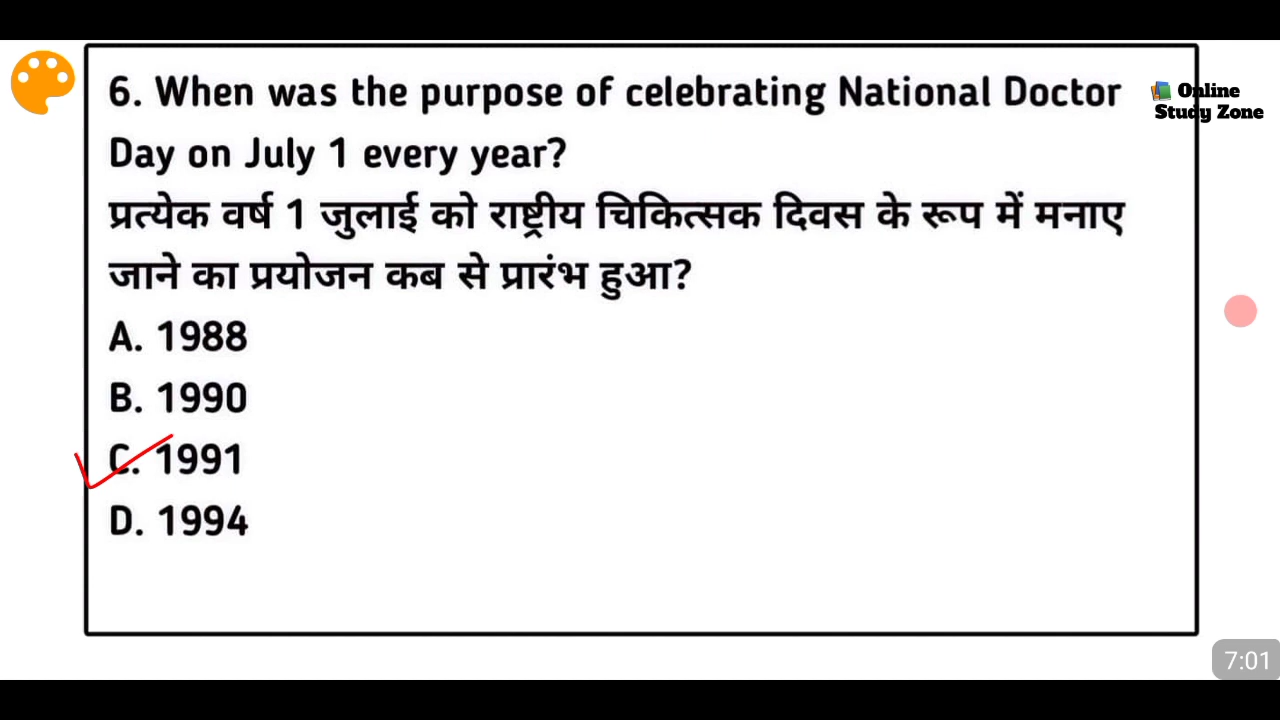 6. When was the purpose of celebrating National Doctor
Day on July 1 every year?
प्रत्येक वर्ष 1 जुलाई को राष्ट्रीय चिकित्सक दिवस के रूप में मनाए
जाने का प्रयोजन कब से प्रारंभ हुआ?
A. 1988
B. 1990
C. 1991
D. 1994
Online
Study Zone
7:01